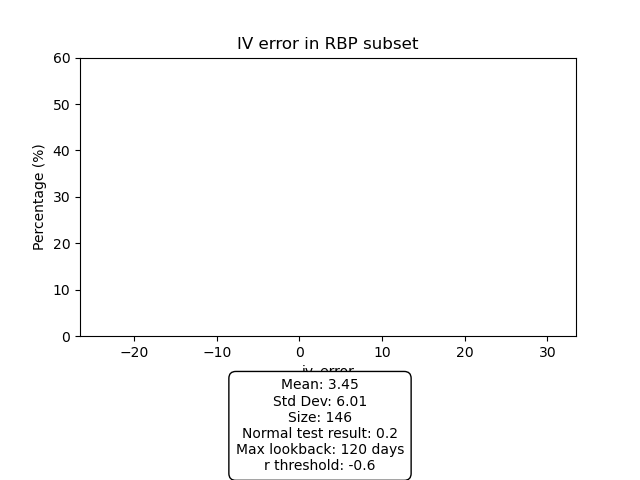 IV error in RBP subset
60
50
40
30
20
10
0
Percentage (%)
−20 −10 0 10 20 30
iv_error
Mean: 3.45
Std Dev: 6.01
Size: 146
Normal test result: 0.2
Max lookback: 120 days
r threshold: -0.6